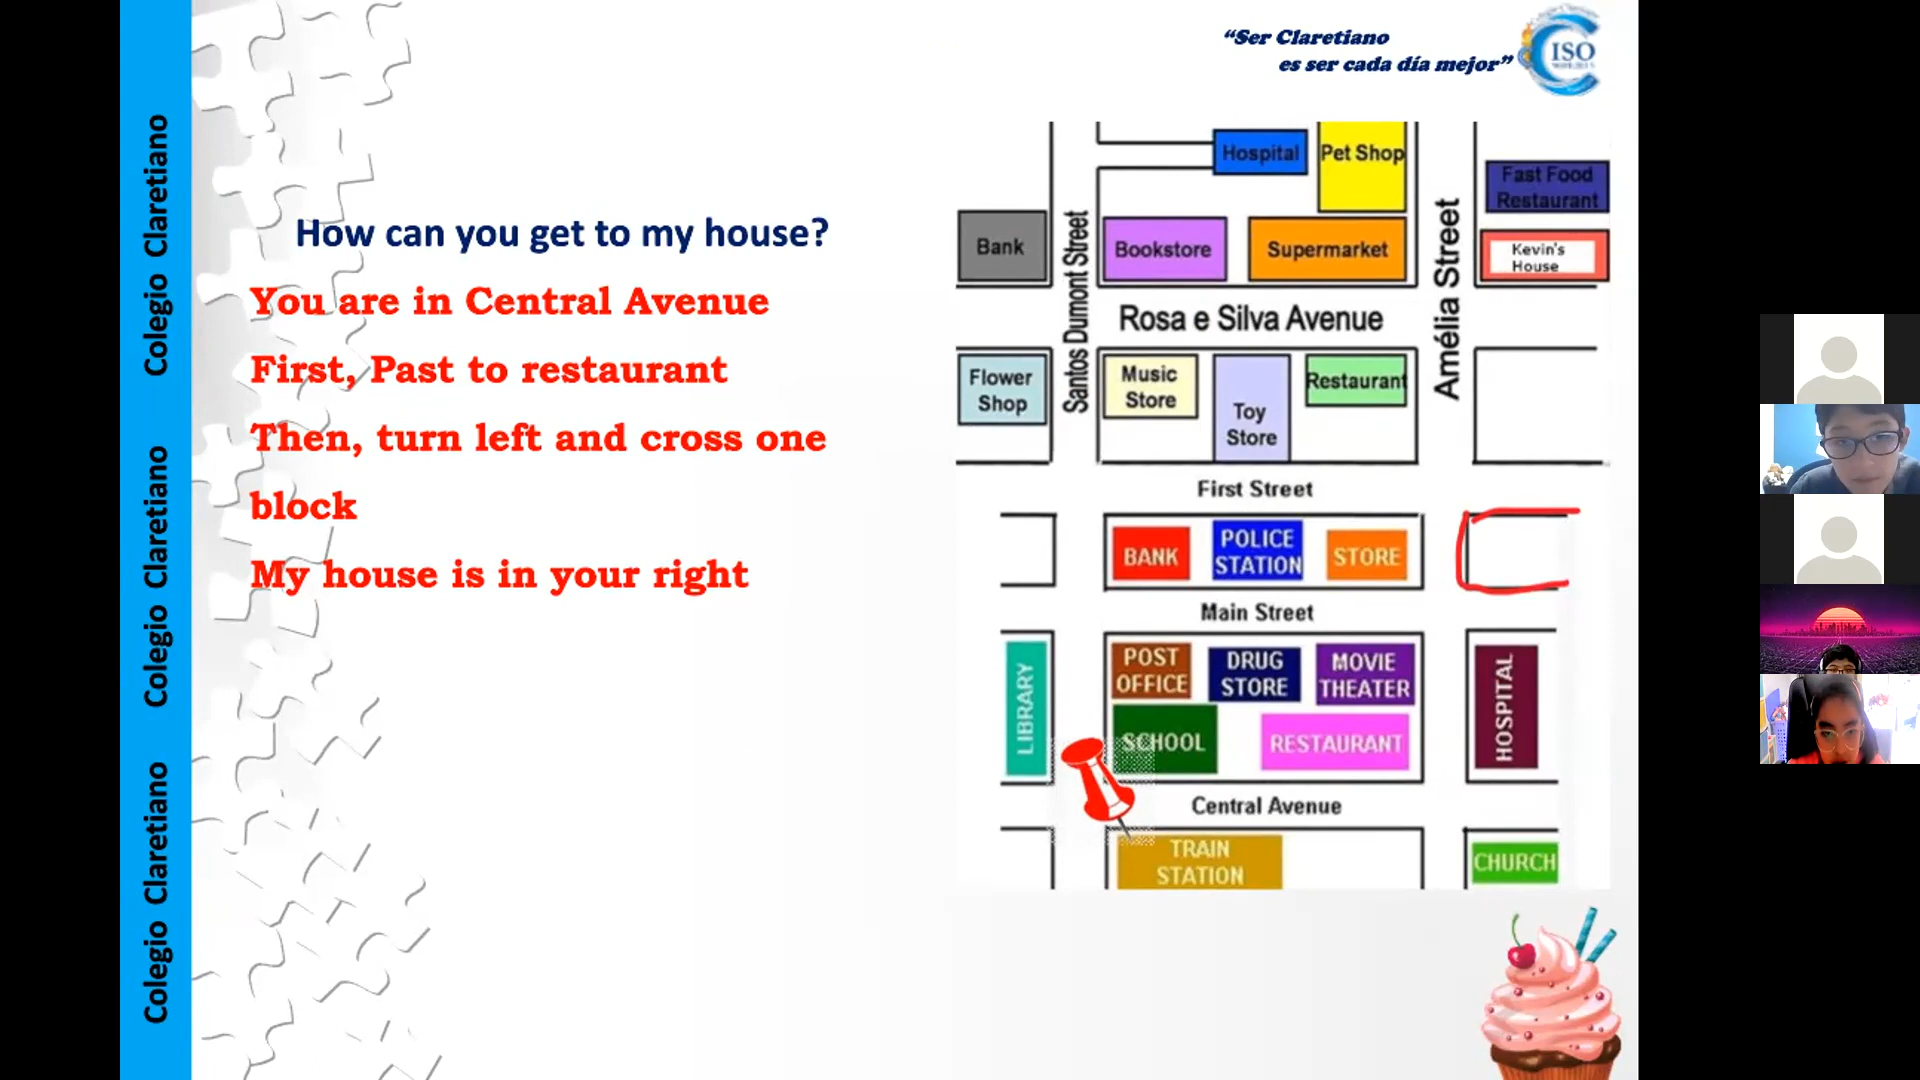 Colegio Claretiano
Colegio Claretiano
Colegio Claretiano
“Ser Claretiano
es ser cada día mejor”
ISO
How can you get to my house?
You are in Central Avenue
First, Past to restaurant
Then, turn left and cross one
block
My house is in your right
Hospital
Pet Shop
Fast Food
Restaurant
Bank
Santos Dumont Street
Bookstore
Supermarket
Amélia Street
Kevin's
House
Rosa e Silva Avenue
Flower
Shop
Music
Store
Toy
Store
Restaurant
First Street
BANK
POLICE
STATION
STORE
Main Street
LIBRARY
POST
OFFICE
DRUG
STORE
MOVIE
THEATER
HOSPITAL
SCHOOL
RESTAURANT
Central Avenue
TRAIN
STATION
CHURCH